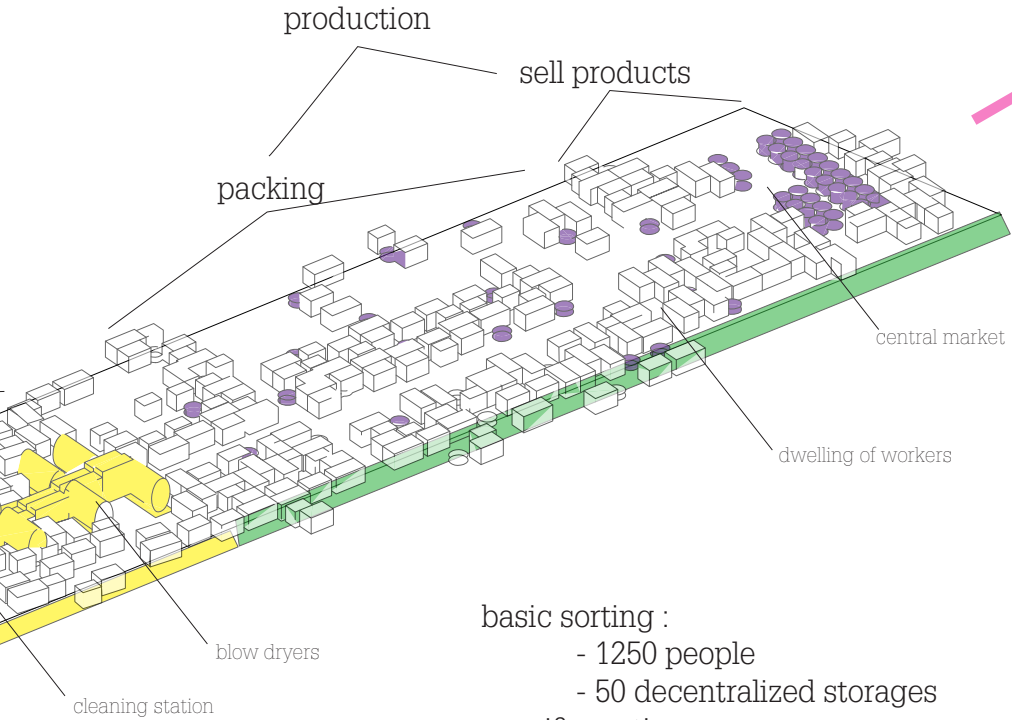 production
sell products
packing
central market
dwelling of workers
blow dryers
cleaning station
basic sorting :
- 1250 people
- 50 decentralized storages